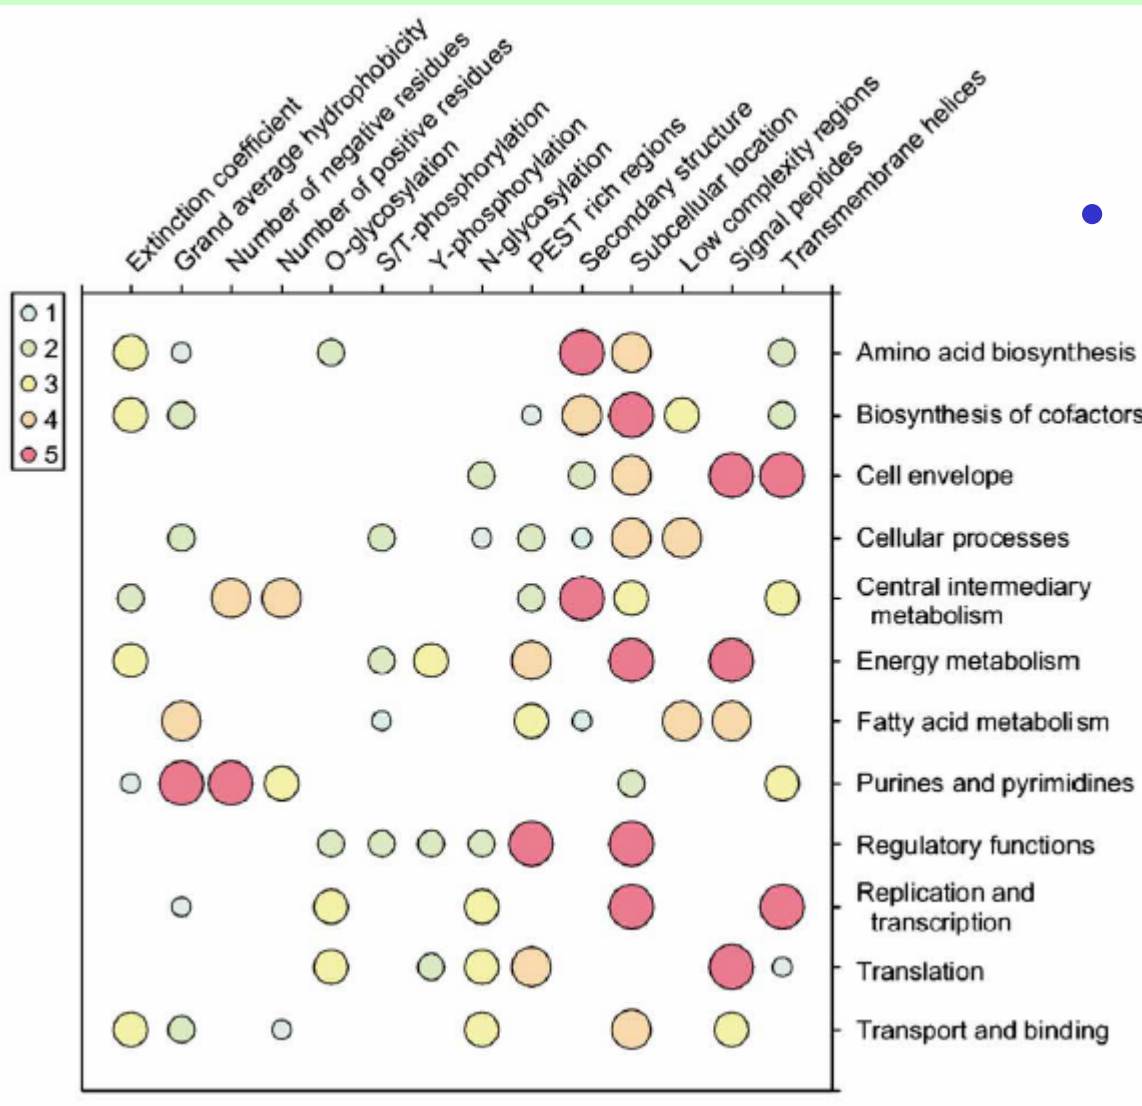 Extinction coefficient
Grand average hydrophobicity
Number of negative residues
Number of positive residues
O-glycosylation
S/T-phosphorylation
Y-phosphorylation
N-glycosylation
PEST rich regions
Secondary structure
Subcellular location
Low complexity regions
Signal peptides
Transmembrane helices
1
2
3
4
5
Amino acid biosynthesis
Biosynthesis of cofactors
Cell envelope
Cellular processes
Central intermediary
metabolism
Energy metabolism
Fatty acid metabolism
Purines and pyrimidines
Regulatory functions
Replication and
transcription
Translation
Transport and binding